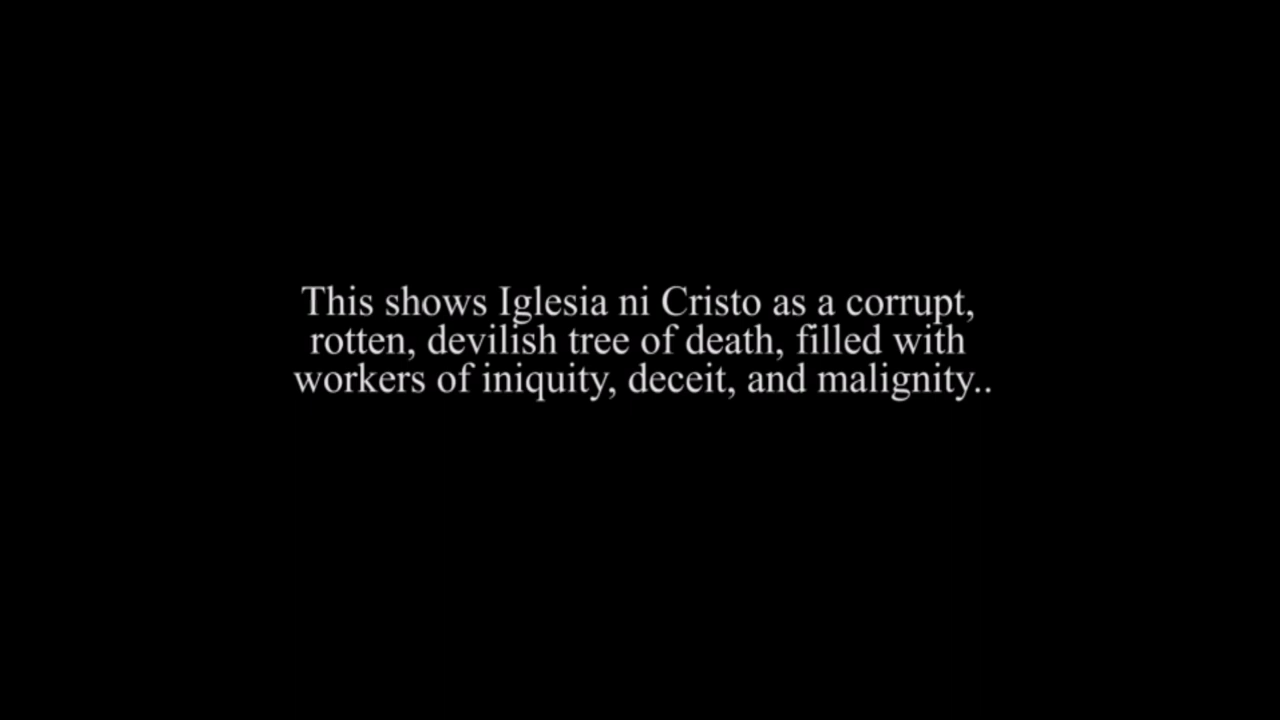 This shows Iglesia ni Cristo as a corrupt,
rotten, devilish tree of death, filled with
workers of iniquity, deceit, and malignity..